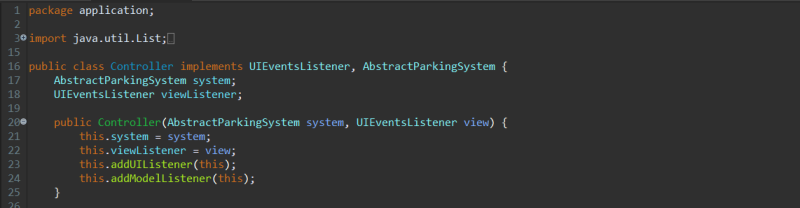 1 package application;
2
3 import java.util.List;
15
16 public class Controller implements UIEventsListener, AbstractParkingSystem {
17 AbstractParkingSystem system;
18 UIEventsListener viewListener;
19
20 public Controller(AbstractParkingSystem system, UIEventsListener view) {
21 this.system = system;
22 this.viewListener = view;
23 this.addUIListener(this);
24 this.addModelListener(this);
25 }
26